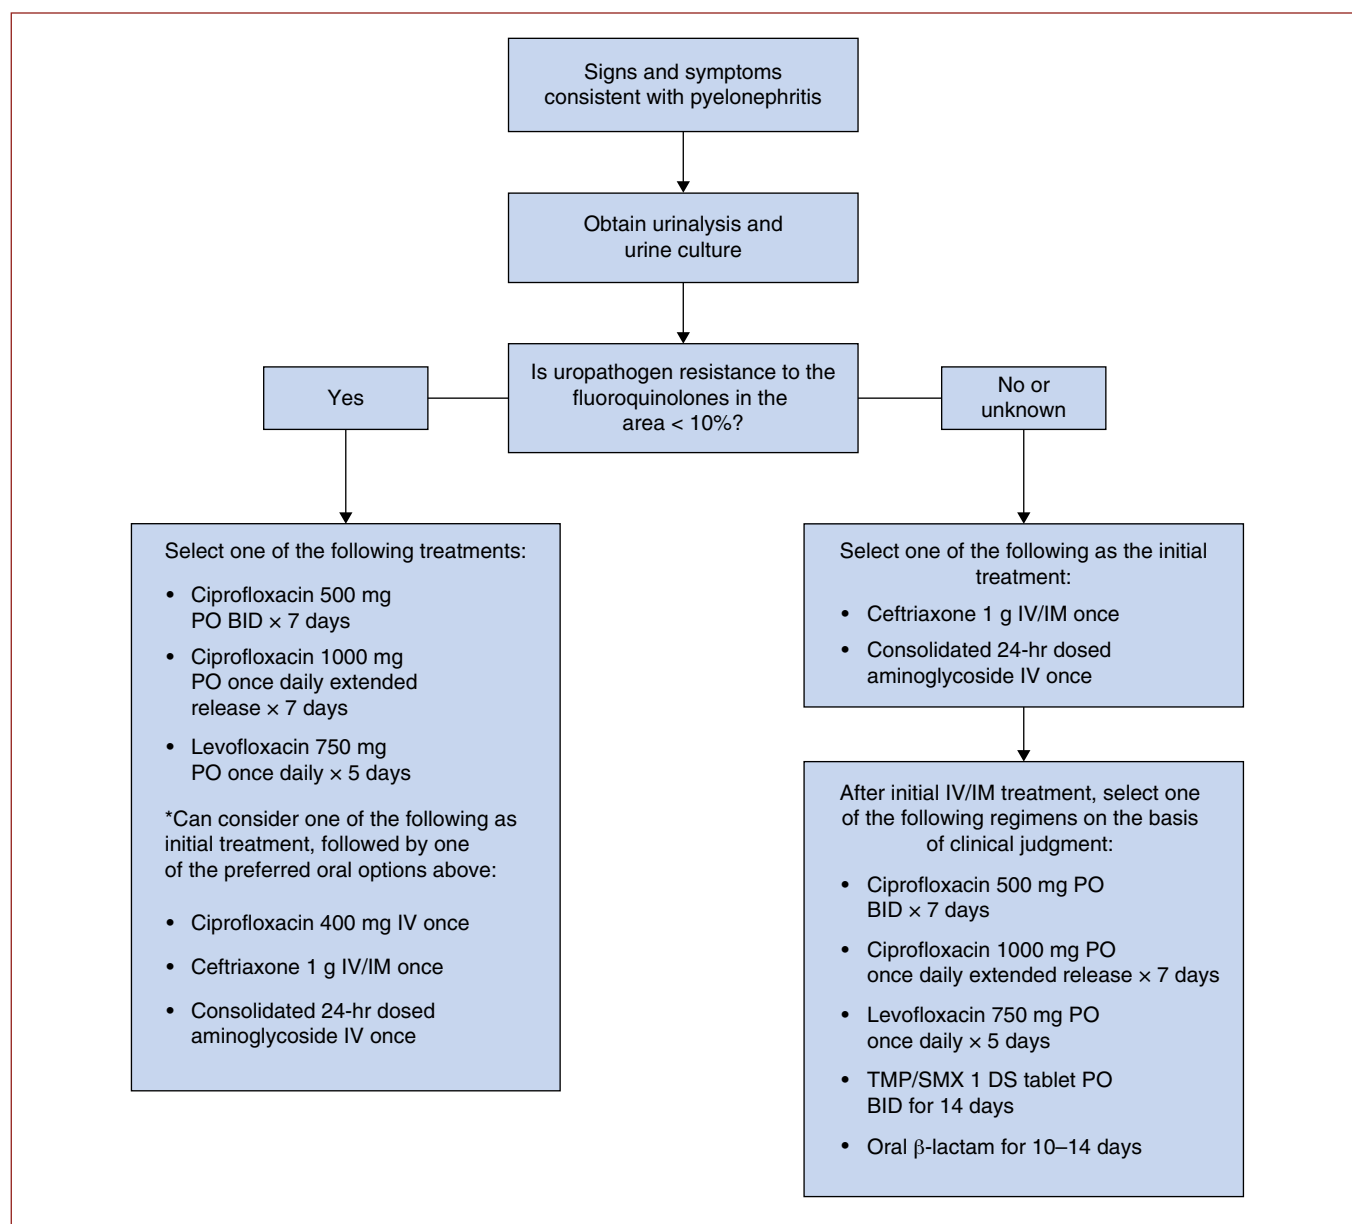 Signs and symptoms
consistent with pyelonephritis
Obtain urinalysis and
urine culture
Is uropathogen resistance to the
fluoroquinolones in the
area < 10%?
Yes
No or
unknown
Select one of the following treatments:
• Ciprofloxacin 500 mg
PO BID × 7 days
• Ciprofloxacin 1000 mg
PO once daily extended
release × 7 days
• Levofloxacin 750 mg
PO once daily × 5 days
*Can consider one of the following as
initial treatment, followed by one
of the preferred oral options above:
• Ciprofloxacin 400 mg IV once
• Ceftriaxone 1 g IV/IM once
• Consolidated 24-hr dosed
aminoglycoside IV once
Select one of the following as the initial
treatment:
• Ceftriaxone 1 g IV/IM once
• Consolidated 24-hr dosed
aminoglycoside IV once
After initial IV/IM treatment, select one
of the following regimens on the basis
of clinical judgment:
• Ciprofloxacin 500 mg PO
BID × 7 days
• Ciprofloxacin 1000 mg PO
once daily extended release × 7 days
• Levofloxacin 750 mg PO
once daily × 5 days
• TMP/SMX 1 DS tablet PO
BID for 14 days
• Oral β-lactam for 10–14 days